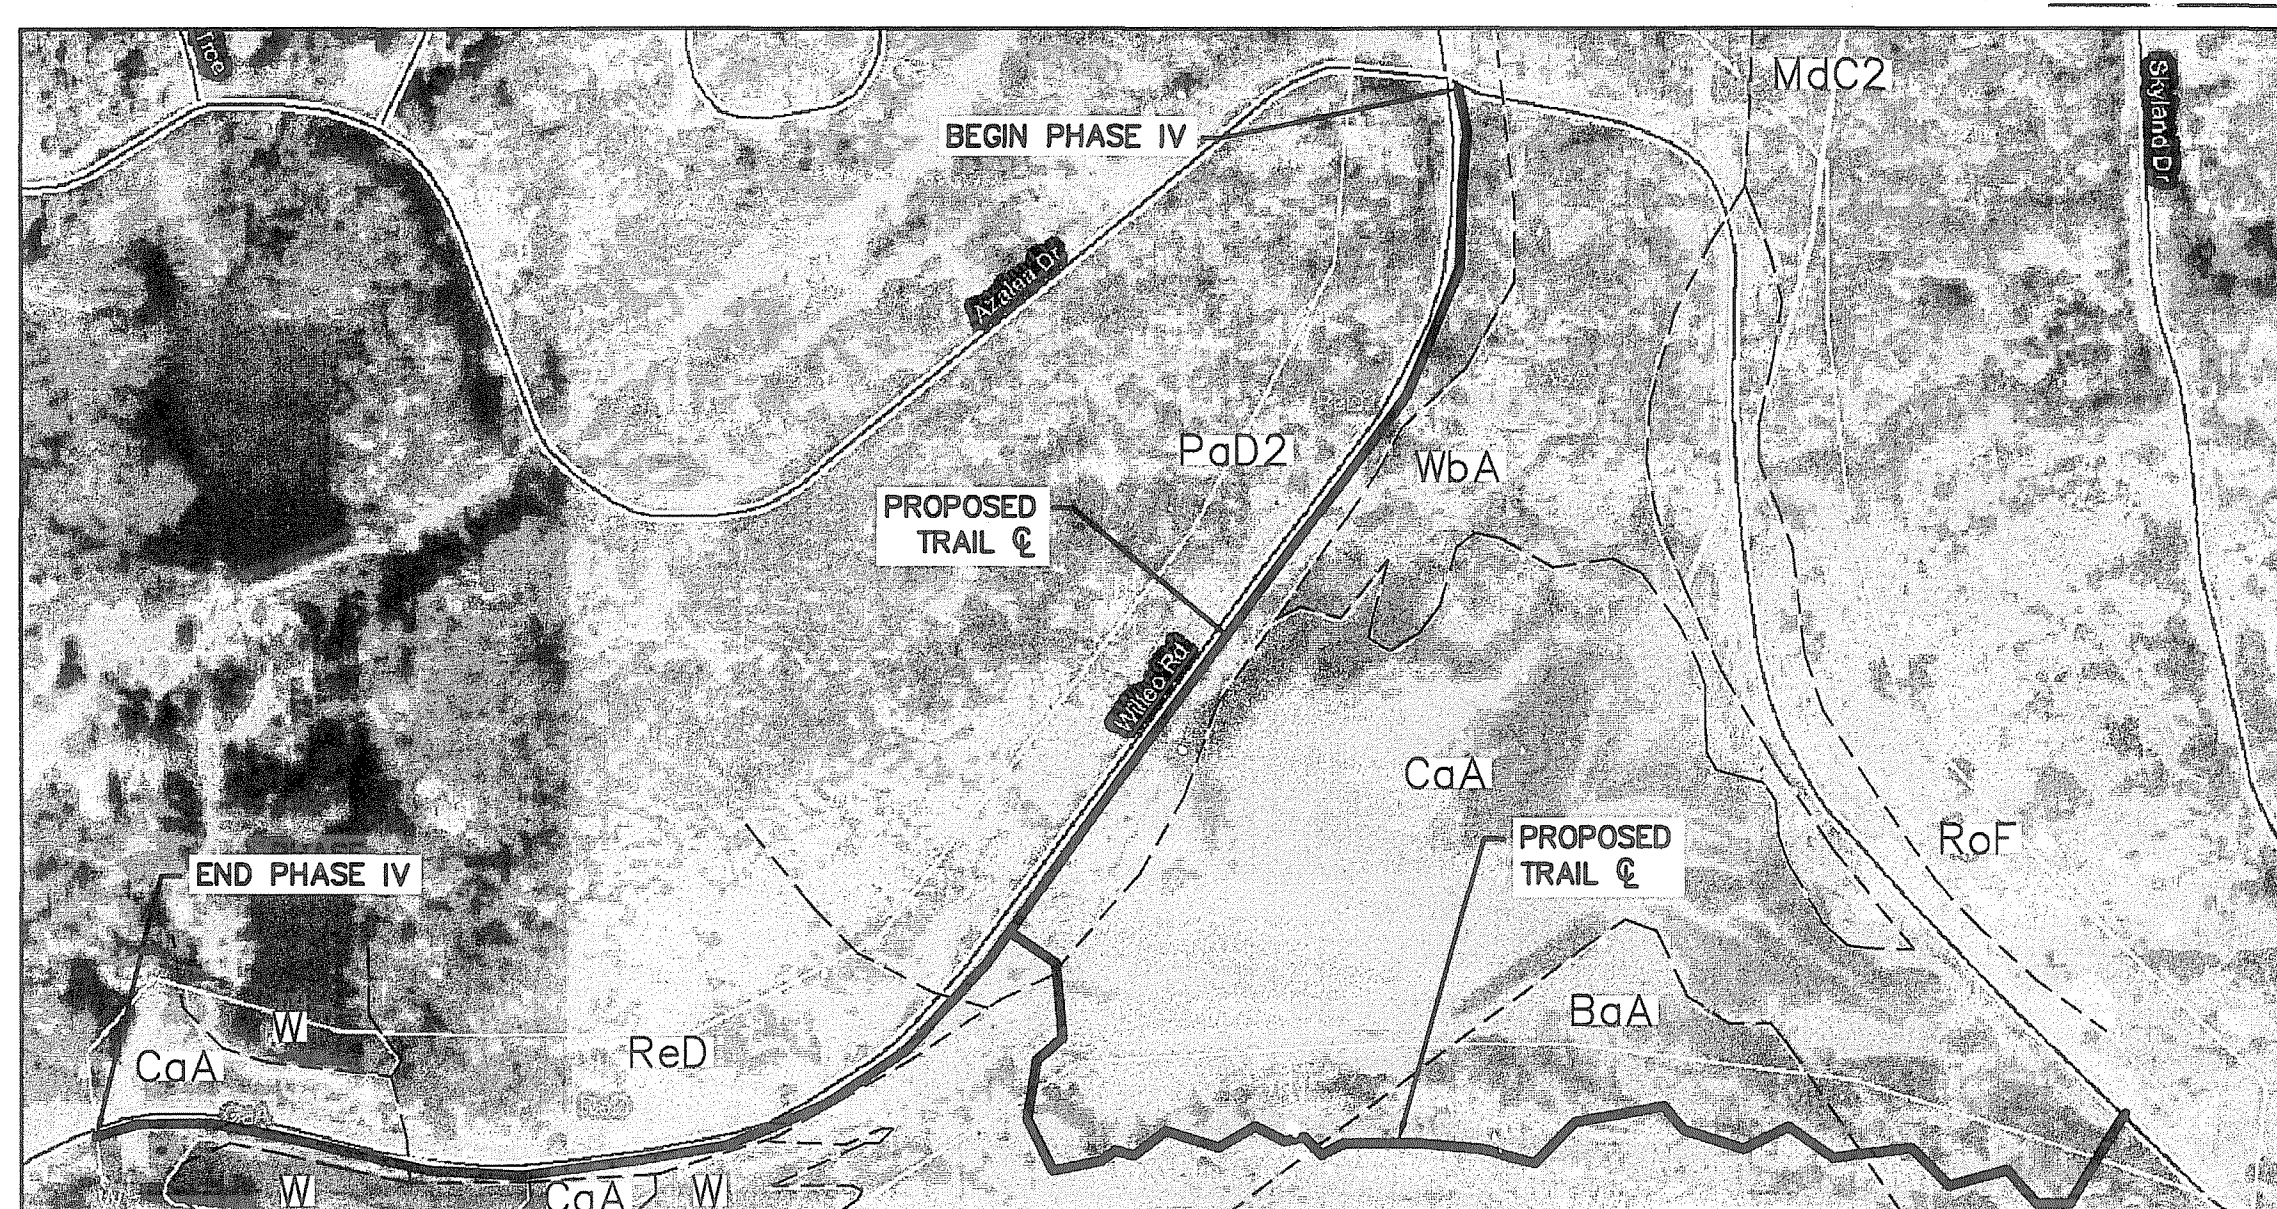 Trce
MdC2
Skyland Dr
BEGIN PHASE IV
Azalea Dr
PaD2
WbA
PROPOSED
TRAIL ℄
Willeo Rd
CaA
PROPOSED
TRAIL ℄
RoF
END PHASE IV
BaA
W
ReD
CaA
CaA
W
CaA
W